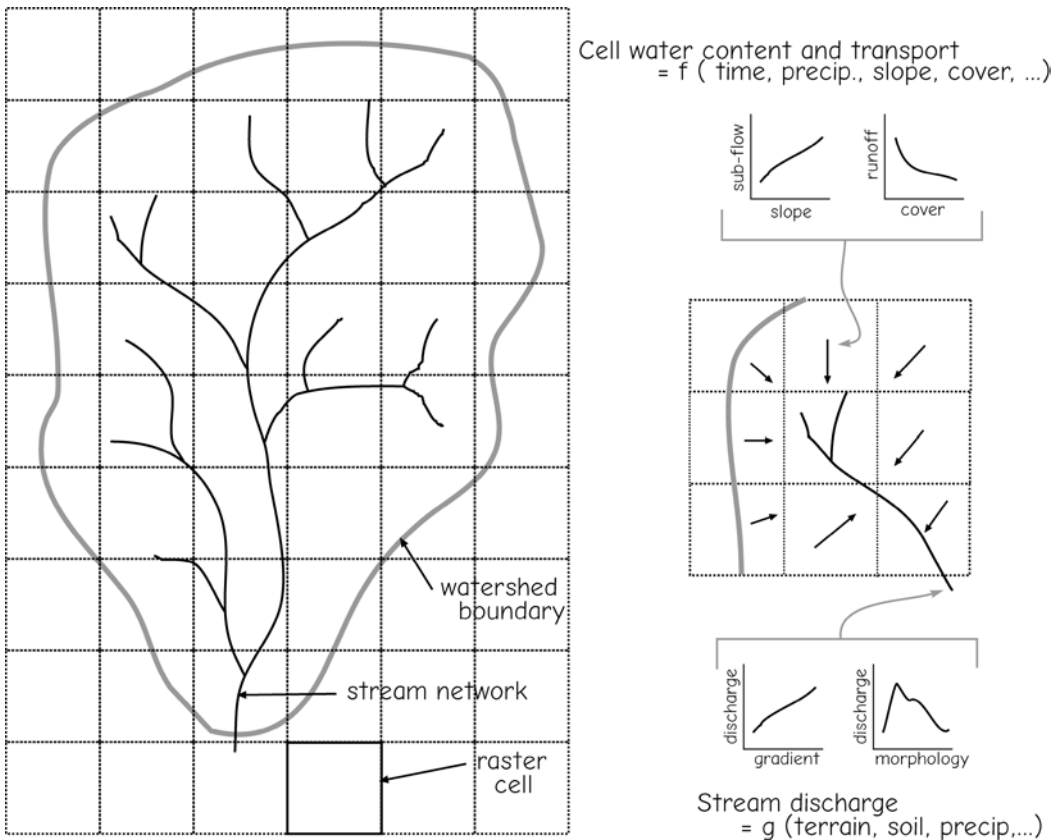 Cell water content and transport
= f ( time, precip., slope, cover, ...)
sub-flow
slope
runoff
cover
watershed
boundary
stream network
raster
cell
discharge
gradient
discharge
morphology
Stream discharge
= g (terrain, soil, precip,...)